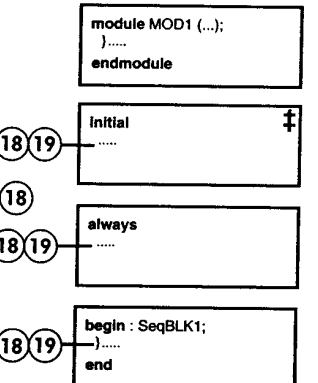 module MOD1 (...);
}.....
endmodule
initial ‡
18 19 .....
18
always
18 19 .....
begin : SeqBLK1;
18 19 }.....
end